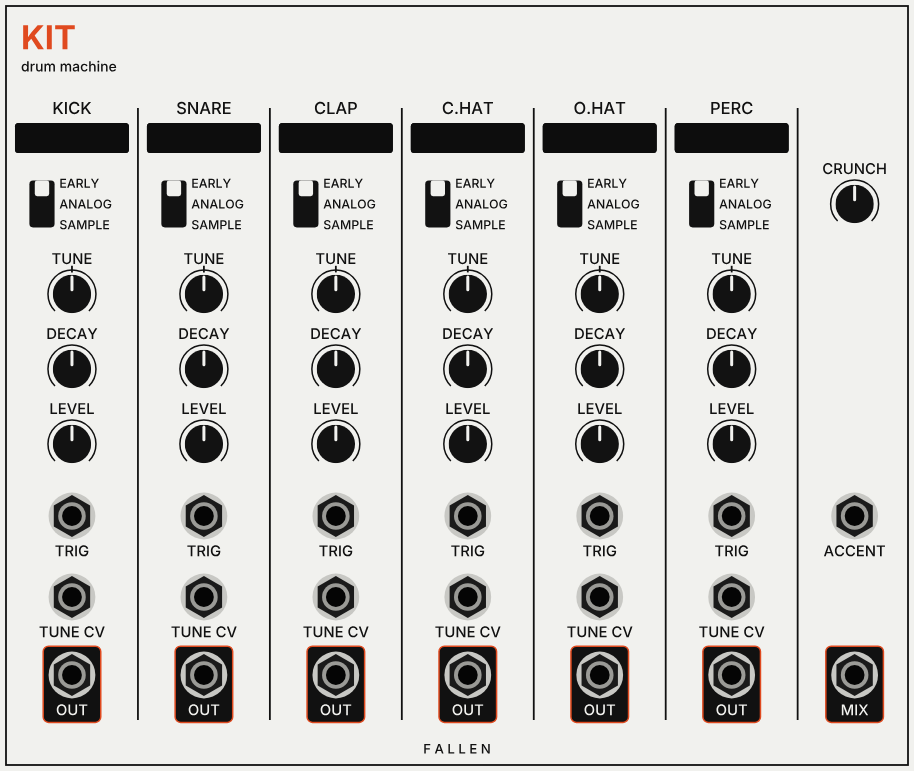 KIT
drum machine
KICK SNARE CLAP C.HAT O.HAT PERC
CRUNCH
EARLY EARLY EARLY EARLY EARLY EARLY
ANALOG ANALOG ANALOG ANALOG ANALOG ANALOG
SAMPLE SAMPLE SAMPLE SAMPLE SAMPLE SAMPLE
TUNE TUNE TUNE TUNE TUNE TUNE
DECAY DECAY DECAY DECAY DECAY DECAY
LEVEL LEVEL LEVEL LEVEL LEVEL LEVEL
TRIG TRIG TRIG TRIG TRIG TRIG ACCENT
TUNE CV TUNE CV TUNE CV TUNE CV TUNE CV TUNE CV
OUT OUT OUT OUT OUT OUT MIX
FALLEN